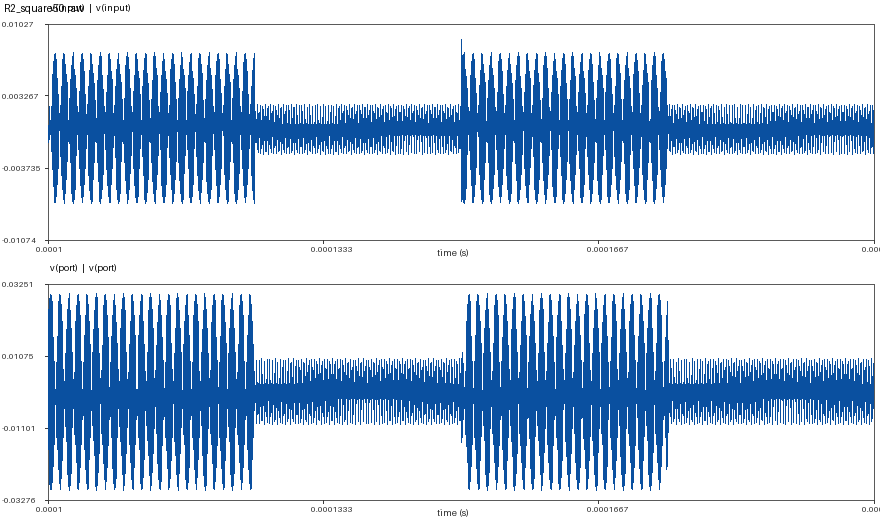 R2_square50.raw | v(input)
0.01027
0.003267
-0.003735
-0.01074
0.0001 0.0001333 0.0001667
time (s)
v(port) | v(port)
0.03251
0.01075
-0.01101
-0.03276
0.0001 0.0001333 0.0001667
time (s)